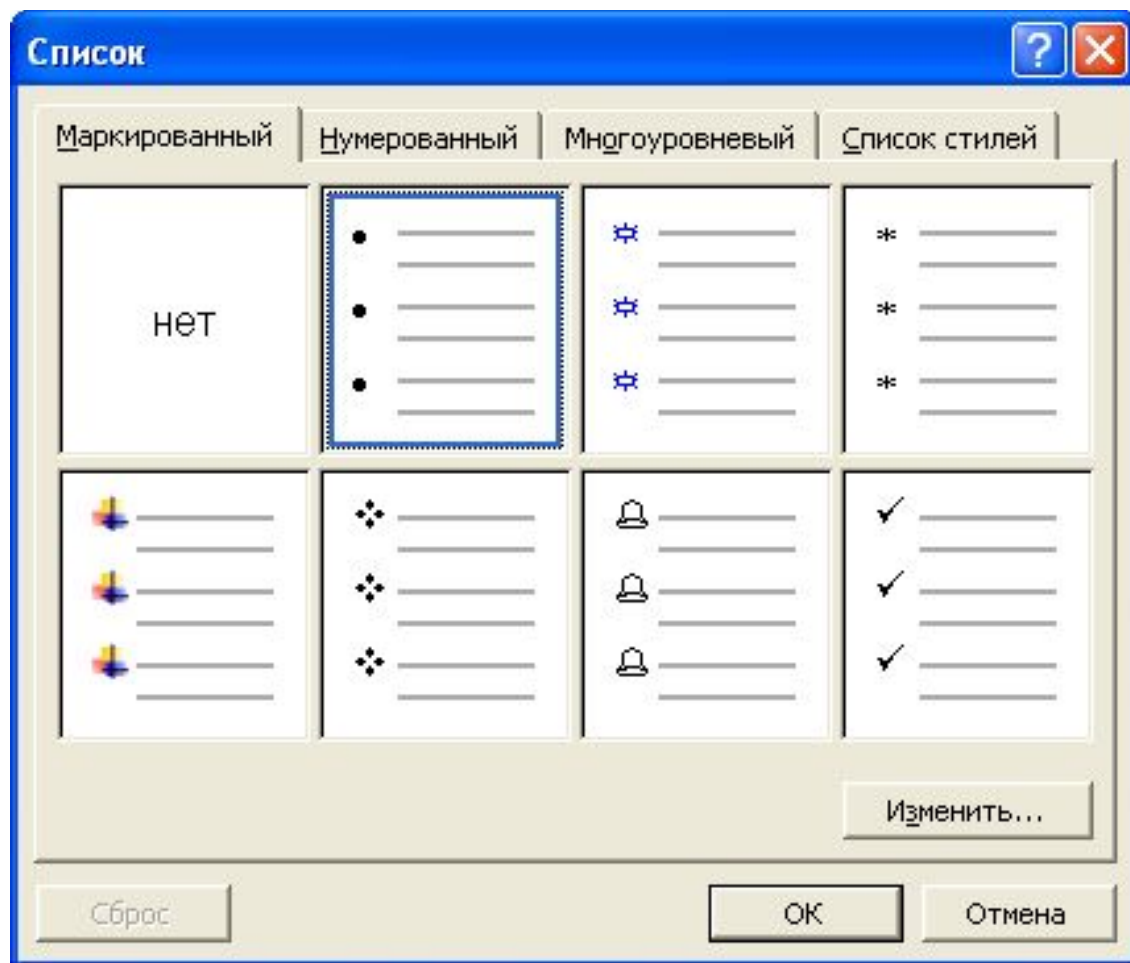 Список
Маркированный Нумерованный Многоуровневый Список стилей
нет
Изменить...
Сброс ОК Отмена